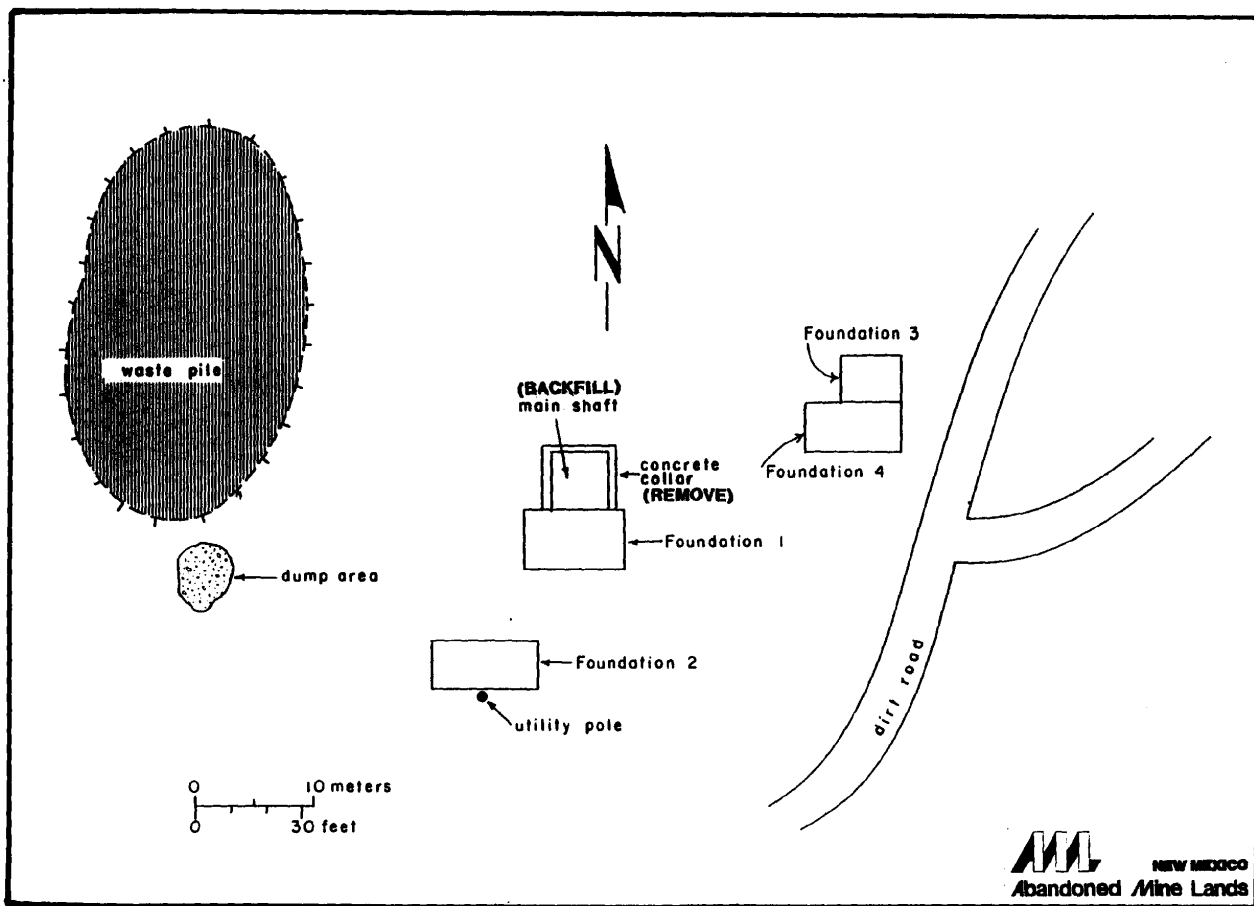 N
waste pile
Foundation 3
(BACKFILL)
main shaft
Foundation 4
concrete
collar
(REMOVE)
Foundation 1
dump area
Foundation 2
utility pole
dirt road
0 10 meters
0 30 feet
AML
NEW MEXICO
Abandoned Mine Lands